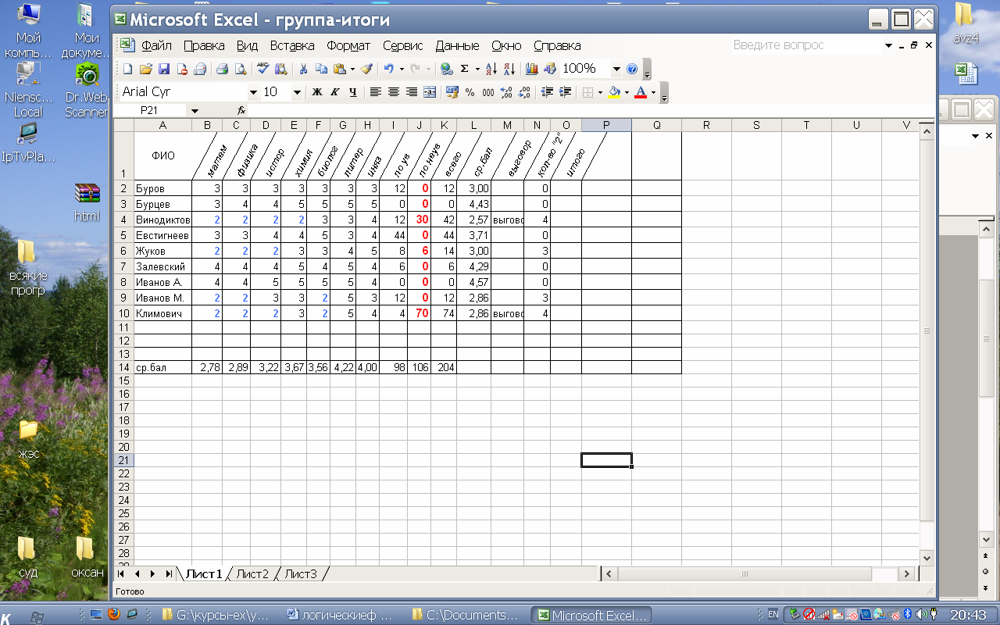 Microsoft Excel - группа-итоги
Файл Правка Вид Вставка Формат Сервис Данные Окно Справка Введите вопрос
100%
Arial Cyr 10 Ж К Ч % 000
P21 fx
A B C D E F G H I J K L M N O P Q R S T U V
1 ФИО матем физика истор химия биолог литер иняз по ув по неув всего ср.бал выговор кол-во "2" итого
2 Буров 3 3 3 3 3 3 3 12 0 12 3,00 0
3 Бурцев 3 4 4 5 5 5 5 0 0 0 4,43 0
4 Винодиктов 2 2 2 2 3 3 4 12 30 42 2,57 выгово 4
5 Евстигнеев 3 3 4 4 5 3 4 44 0 44 3,71 0
6 Жуков 2 2 2 3 3 4 5 8 6 14 3,00 3
7 Залевский 4 4 4 5 4 5 4 6 0 6 4,29 0
8 Иванов А. 4 4 5 5 5 5 4 0 0 0 4,57 0
9 Иванов М. 2 2 3 3 2 5 3 12 0 12 2,86 3
10 Климович 2 2 2 3 2 5 4 4 70 74 2,86 выгово 4
11
12
13
14 ср.бал 2,78 2,89 3,22 3,67 3,56 4,22 4,00 98 106 204
15
16
17
18
19
20
21
22
23
24
25
26
27
28
Лист1 Лист2 Лист3
Готово
Мой компь...
Мои докуме...
Niensc... Local
Dr.Web Scanner
IpTvPla...
html
всякие прогр
жэс
суд
оксан
avz4
G:\курсы-ex\у...
логическиеф ...
C:\Documents...
Microsoft Excel...
EN
20:43